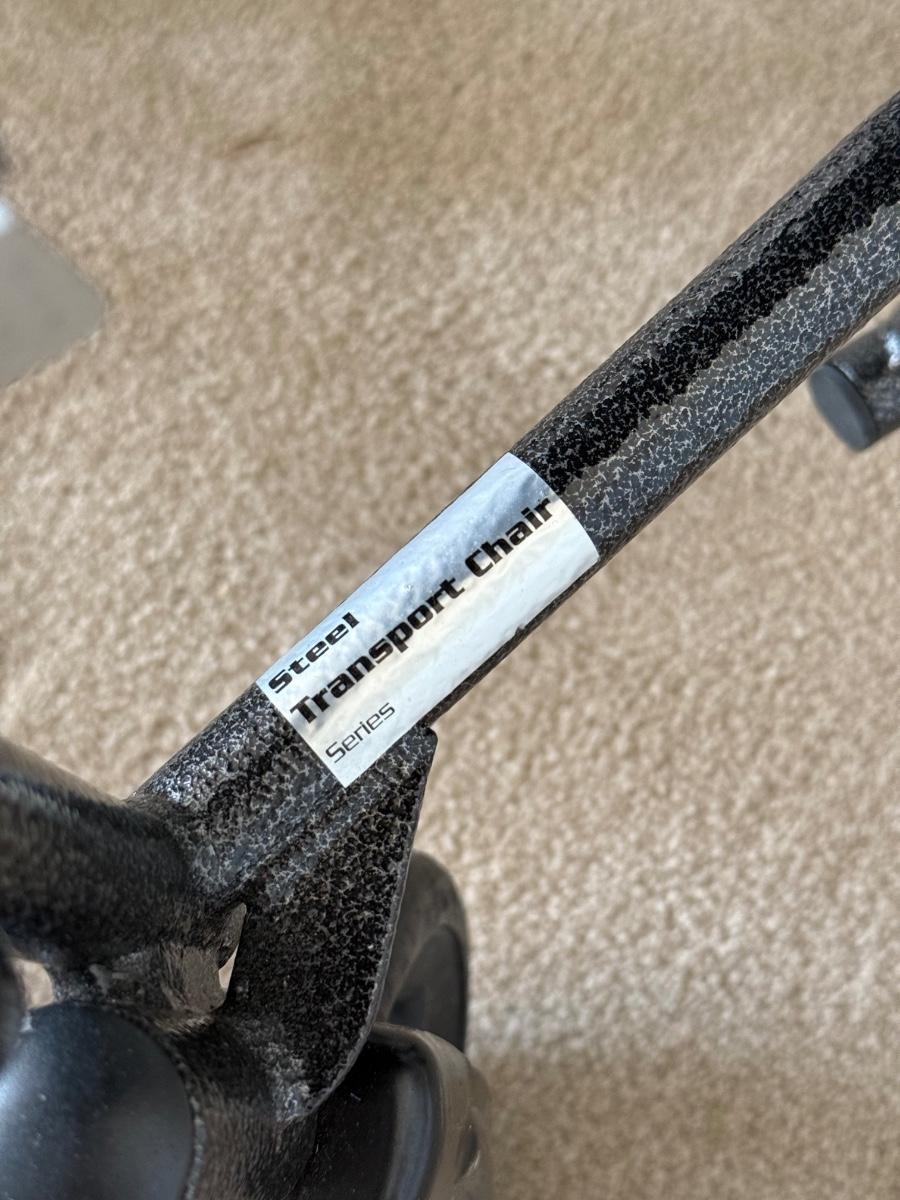 Steel
Transport Chair
Series